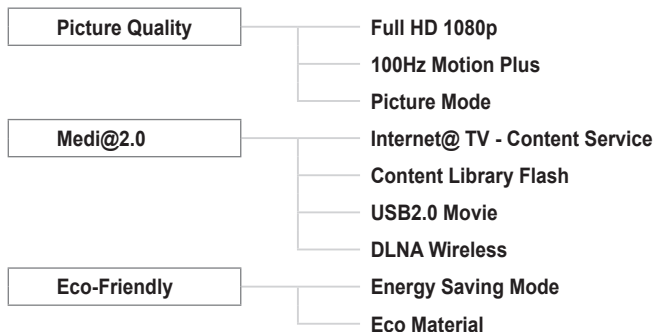 Picture Quality
Full HD 1080p
100Hz Motion Plus
Picture Mode
Medi@2.0
Internet@ TV - Content Service
Content Library Flash
USB2.0 Movie
DLNA Wireless
Eco-Friendly
Energy Saving Mode
Eco Material